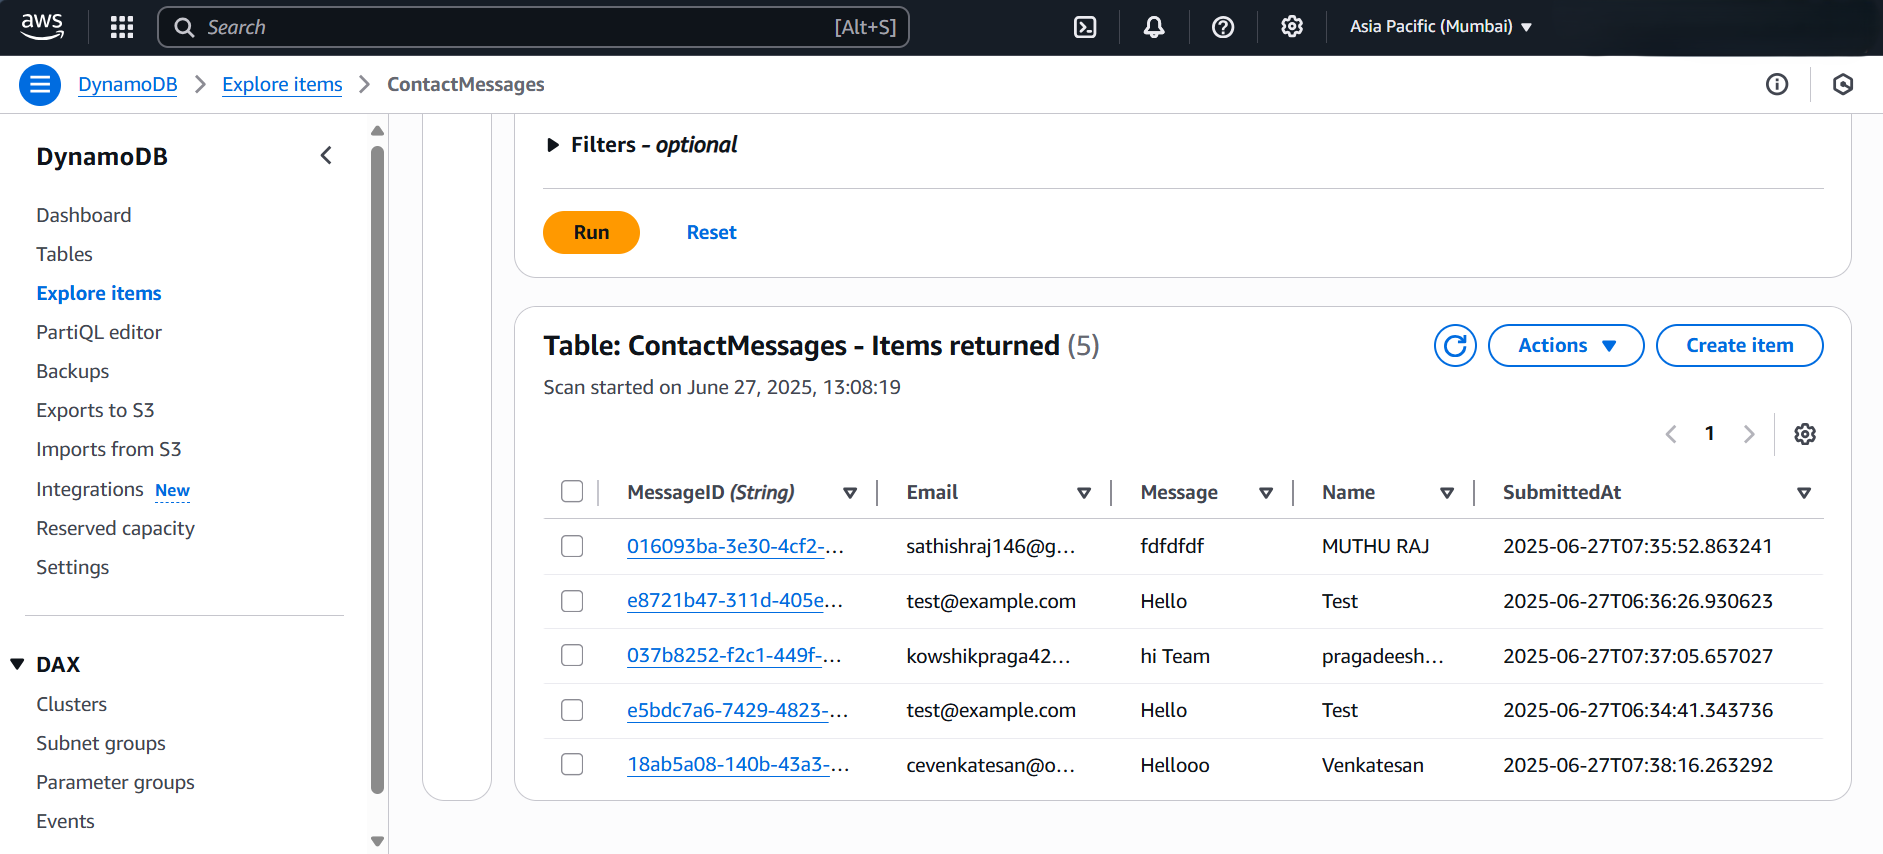 aws
Search [Alt+S]
Asia Pacific (Mumbai)
DynamoDB
Explore items
ContactMessages
DynamoDB
Dashboard
Tables
Explore items
PartiQL editor
Backups
Exports to S3
Imports from S3
Integrations New
Reserved capacity
Settings
DAX
Clusters
Subnet groups
Parameter groups
Events
Filters - optional
Run Reset
Table: ContactMessages - Items returned (5)
Actions Create item
Scan started on June 27, 2025, 13:08:19
1
MessageID (String) Email Message Name SubmittedAt
016093ba-3e30-4cf2-... sathishraj146@g... fdfdfdf MUTHU RAJ 2025-06-27T07:35:52.863241
e8721b47-311d-405e... test@example.com Hello Test 2025-06-27T06:36:26.930623
037b8252-f2c1-449f-... kowshikpraga42... hi Team pragadeesh... 2025-06-27T07:37:05.657027
e5bdc7a6-7429-4823-... test@example.com Hello Test 2025-06-27T06:34:41.343736
18ab5a08-140b-43a3-... cevenkatesan@o... Hellooo Venkatesan 2025-06-27T07:38:16.263292